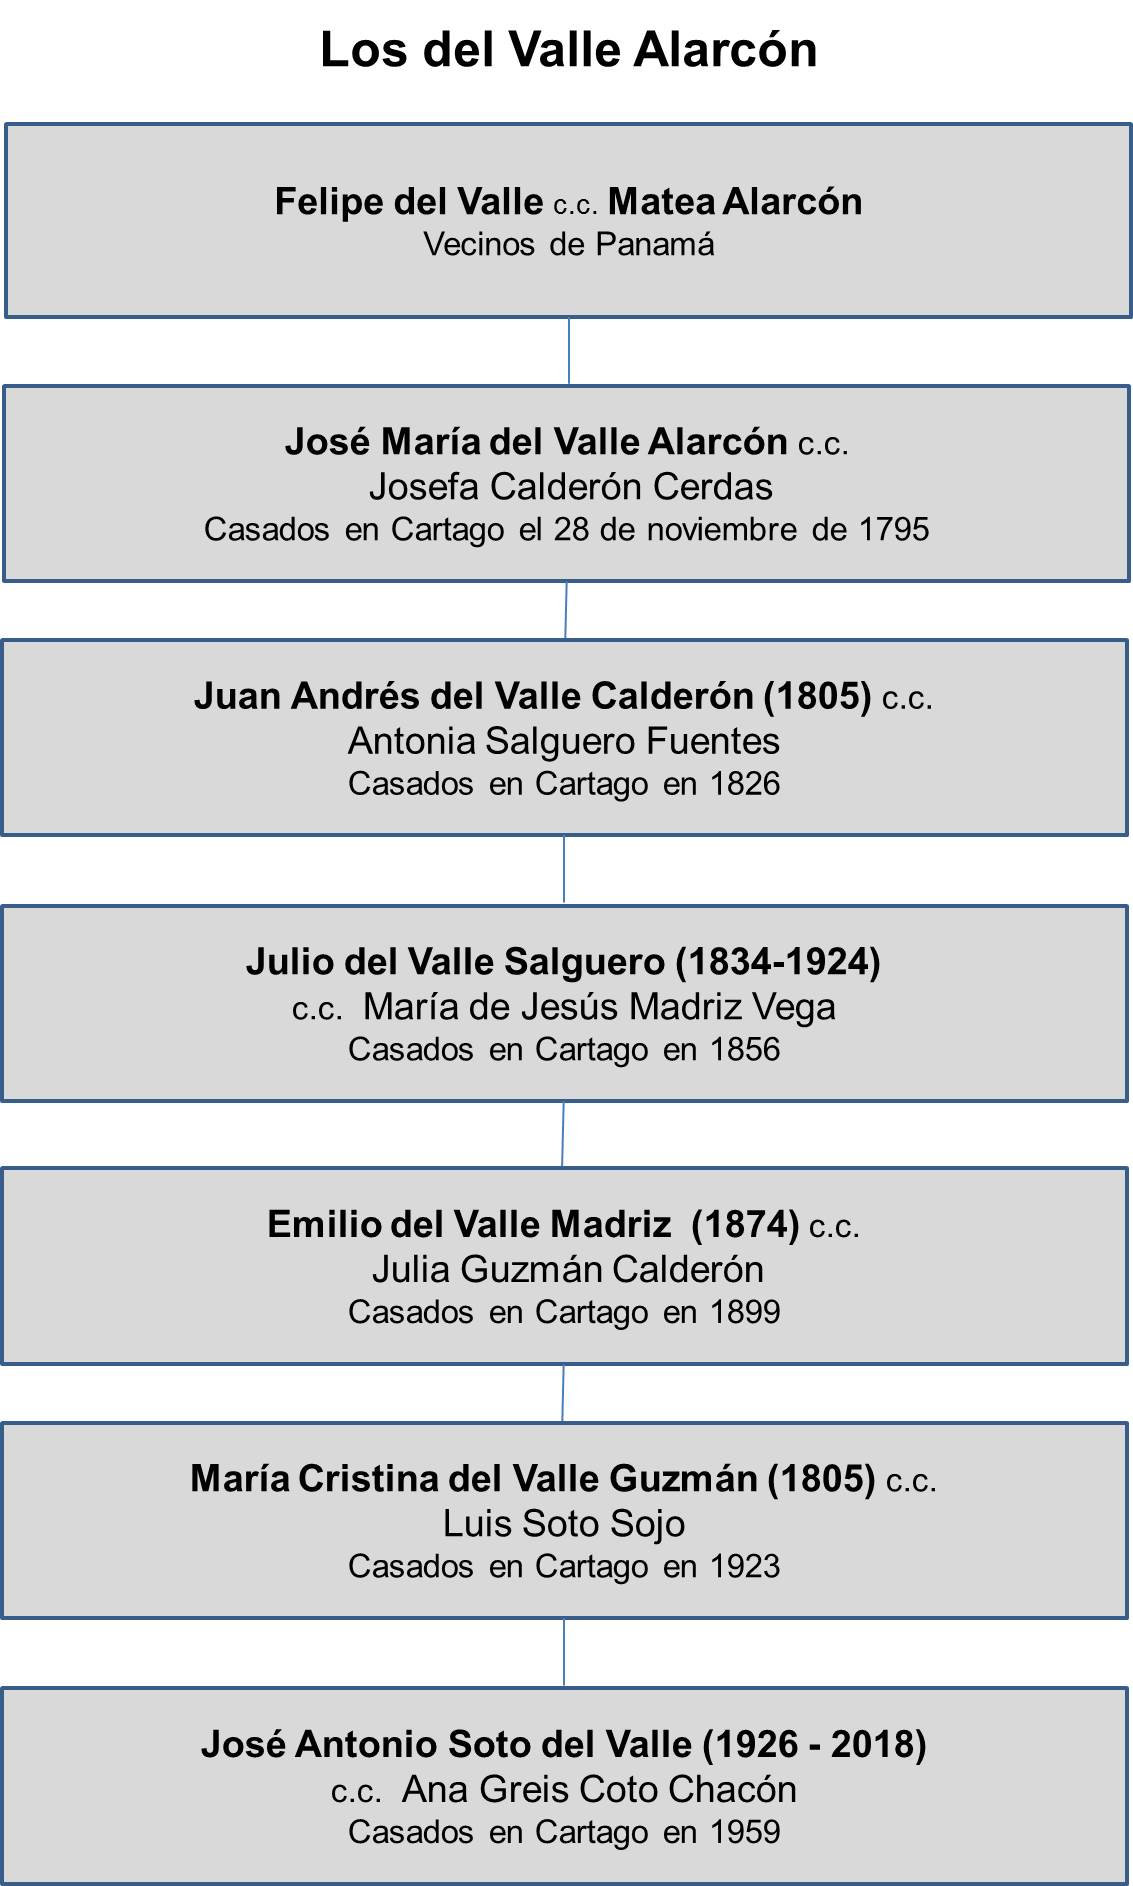 Los del Valle Alarcón
Felipe del Valle c.c. Matea Alarcón
Vecinos de Panamá
José María del Valle Alarcón c.c.
Josefa Calderón Cerdas
Casados en Cartago el 28 de noviembre de 1795
Juan Andrés del Valle Calderón (1805) c.c.
Antonia Salguero Fuentes
Casados en Cartago en 1826
Julio del Valle Salguero (1834-1924)
c.c. María de Jesús Madriz Vega
Casados en Cartago en 1856
Emilio del Valle Madriz (1874) c.c.
Julia Guzmán Calderón
Casados en Cartago en 1899
María Cristina del Valle Guzmán (1805) c.c.
Luis Soto Sojo
Casados en Cartago en 1923
José Antonio Soto del Valle (1926 - 2018)
c.c. Ana Greis Coto Chacón
Casados en Cartago en 1959